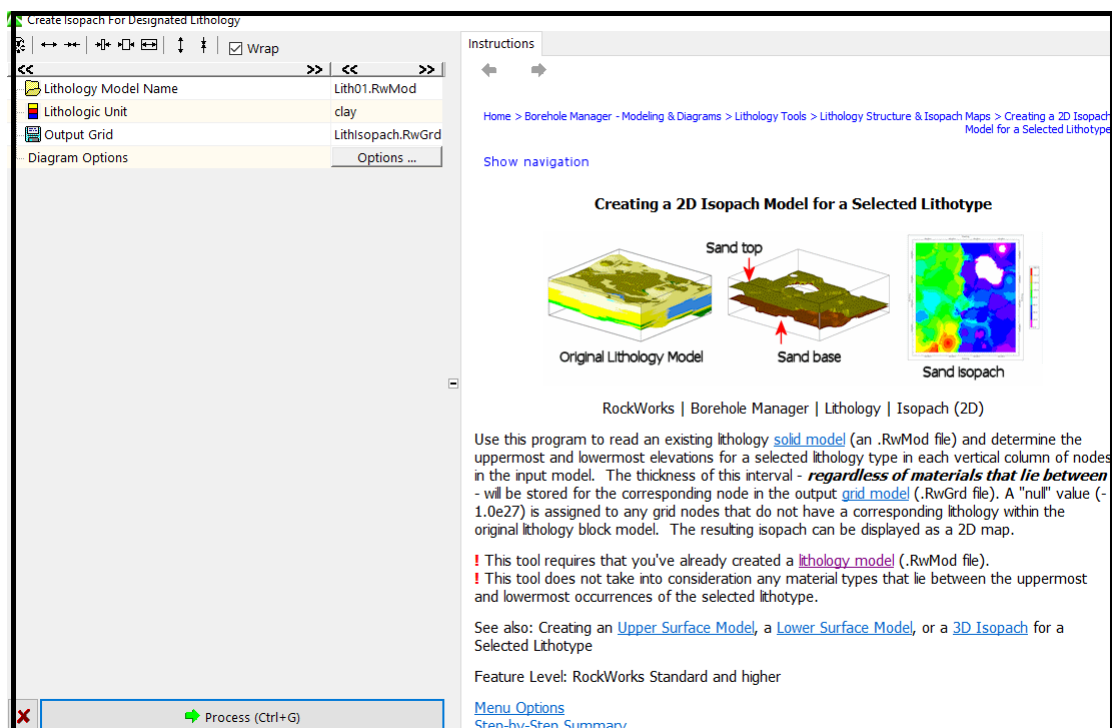 Create Isopach For Designated Lithology
Wrap
<< >> << >>
Lithology Model Name Lith01.RwMod
Lithologic Unit clay
Output Grid LithIsopach.RwGrd
Diagram Options Options ...
Process (Ctrl+G)
Instructions
Home > Borehole Manager - Modeling & Diagrams > Lithology Tools > Lithology Structure & Isopach Maps > Creating a 2D Isopach
Model for a Selected Lithotype
Show navigation
Creating a 2D Isopach Model for a Selected Lithotype
Sand top
Original Lithology Model
Sand base
Sand isopach
RockWorks | Borehole Manager | Lithology | Isopach (2D)
Use this program to read an existing lithology solid model (an .RwMod file) and determine the
uppermost and lowermost elevations for a selected lithology type in each vertical column of nodes
in the input model. The thickness of this interval - regardless of materials that lie between
- will be stored for the corresponding node in the output grid model (.RwGrd file). A "null" value (-
1.0e27) is assigned to any grid nodes that do not have a corresponding lithology within the
original lithology block model. The resulting isopach can be displayed as a 2D map.
! This tool requires that you've already created a lithology model (.RwMod file).
! This tool does not take into consideration any material types that lie between the uppermost
and lowermost occurrences of the selected lithotype.
See also: Creating an Upper Surface Model, a Lower Surface Model, or a 3D Isopach for a
Selected Lithotype
Feature Level: RockWorks Standard and higher
Menu Options
Step-by-Step Summary